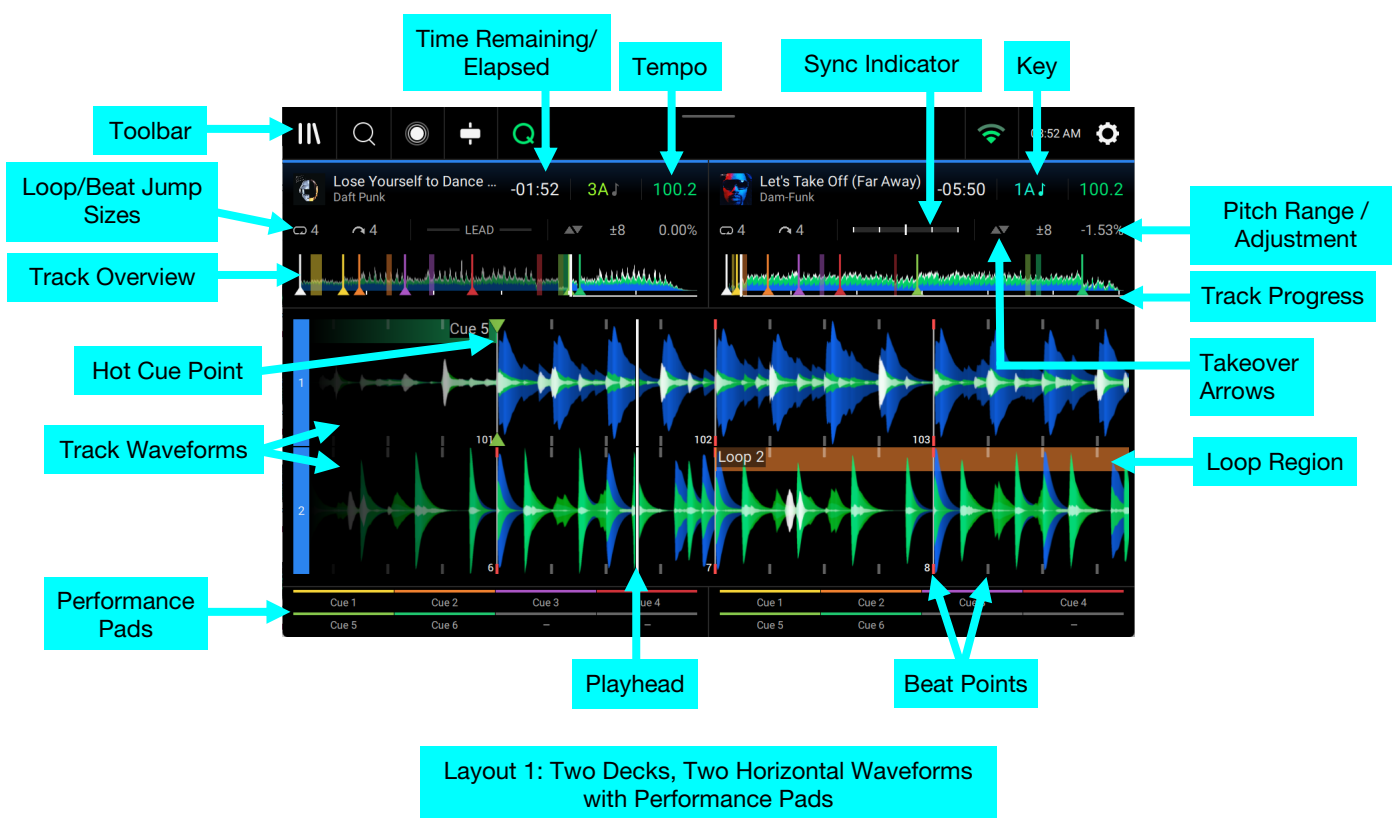 Time Remaining/
Elapsed
Tempo
Sync Indicator
Key
Toolbar
Loop/Beat Jump
Sizes
Track Overview
Hot Cue Point
Track Waveforms
Performance
Pads
Pitch Range /
Adjustment
Track Progress
Takeover
Arrows
Loop Region
52 AM
Lose Yourself to Dance ...
Daft Punk
-01:52
3A
100.2
Let's Take Off (Far Away)
Dam-Funk
-05:50
1A
100.2
4
4
LEAD
±8
0.00%
4
4
±8
-1.53%
Cue 5
1
101
102
103
Loop 2
2
6
7
8
Cue 1
Cue 2
Cue 3
Cue 4
Cue 5
Cue 6
–
–
Cue 1
Cue 2
Cue 4
Cue 5
Cue 6
–
Playhead
Beat Points
Layout 1: Two Decks, Two Horizontal Waveforms
with Performance Pads